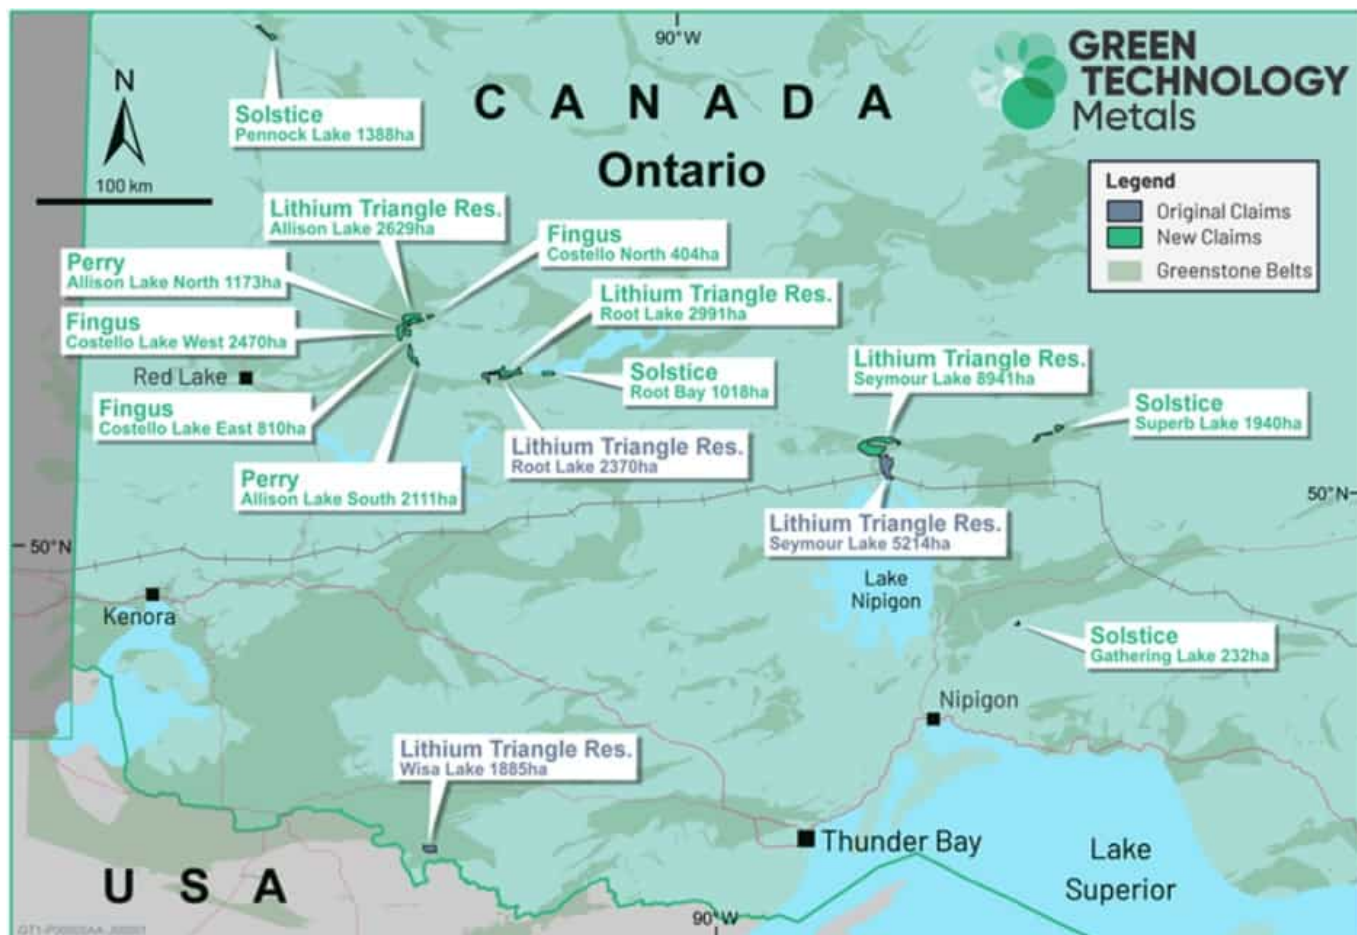 90°W
GREEN
TECHNOLOGY
Metals
N
CANADA
Solstice
Pennock Lake 1388ha
Ontario
100 km
Legend
Original Claims
New Claims
Greenstone Belts
Lithium Triangle Res.
Allison Lake 2629ha
Fingus
Costello North 404ha
Perry
Allison Lake North 1173ha
Lithium Triangle Res.
Root Lake 2991ha
Fingus
Costello Lake West 2470ha
Red Lake
Solstice
Root Bay 1018ha
Lithium Triangle Res.
Seymour Lake 8941ha
Fingus
Costello Lake East 810ha
Solstice
Superb Lake 1940ha
Lithium Triangle Res.
Root Lake 2370ha
Perry
Allison Lake South 2111ha
50°N
Lithium Triangle Res.
Seymour Lake 5214ha
50°N
Lake
Nipigon
Kenora
Solstice
Gathering Lake 232ha
Nipigon
Lithium Triangle Res.
Wisa Lake 1885ha
Thunder Bay
Lake
Superior
USA
90°W